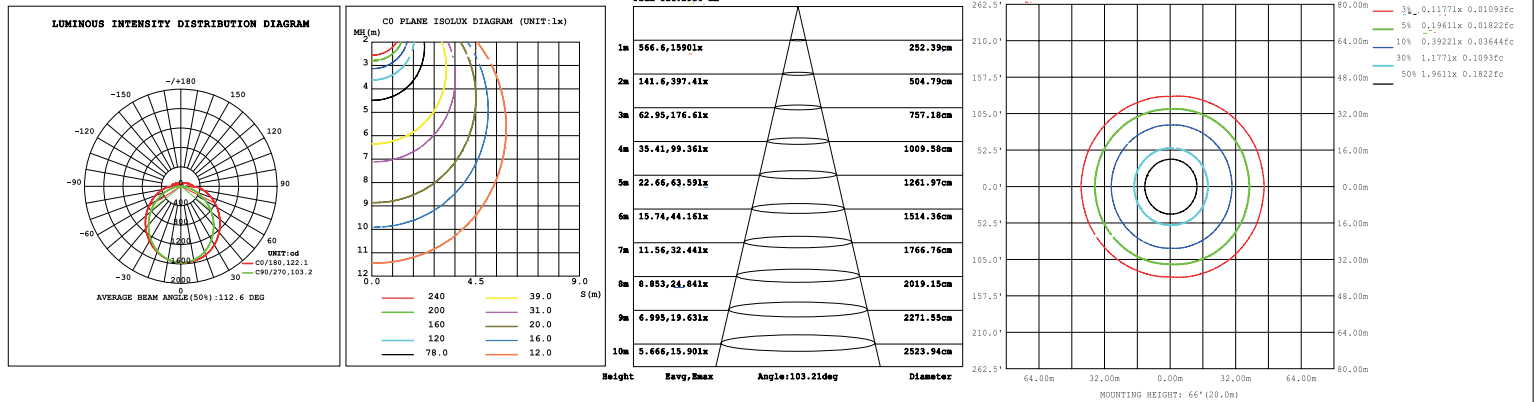 LUMINOUS INTENSITY DISTRIBUTION DIAGRAM
-/+180
-150 150
-120 120
-90 90
-60 60
-30 30
0
0
400
800
1200
1600
2000
UNIT:cd
C0/180,122.1
C90/270,103.2
AVERAGE BEAM ANGLE(50%):112.6 DEG
C0 PLANE ISOLUX DIAGRAM (UNIT:lx)
MH(m)
2
3
4
5
6
7
8
9
10
11
12
0.0 4.5 9.0
S(m)
240 39.0
200 31.0
160 20.0
120 16.0
78.0 12.0
1m 566.6,1590lx 252.39cm
2m 141.6,397.4lx 504.79cm
3m 62.95,176.6lx 757.18cm
4m 35.41,99.36lx 1009.58cm
5m 22.66,63.59lx 1261.97cm
6m 15.74,44.16lx 1514.36cm
7m 11.56,32.44lx 1766.76cm
8m 8.853,24.84lx 2019.15cm
9m 6.995,19.63lx 2271.55cm
10m 5.666,15.90lx 2523.94cm
Height Eavg,Emax Angle:103.21deg Diameter
262.5' 80.00m
210.0' 64.00m
157.5' 48.00m
105.0' 32.00m
52.5' 16.00m
0.0' 0.00m
52.5' 16.00m
105.0' 32.00m
157.5' 48.00m
210.0' 64.00m
262.5' 80.00m
64.00m 32.00m 0.00m 32.00m 64.00m
MOUNTING HEIGHT: 66'(20.0m)
3% 0.1177lx 0.01093fc
5% 0.1961lx 0.01822fc
10% 0.3922lx 0.03644fc
30% 1.177lx 0.1093fc
50% 1.961lx 0.1822fc